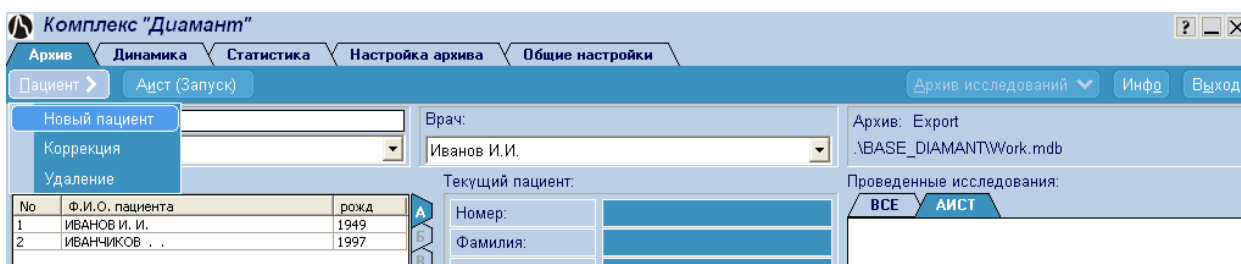 Комплекс "Диамант"
? _ X
Архив Динамика Статистика Настройка архива Общие настройки
Пациент Аист (Запуск) Архив исследований Инфо Выход
Новый пациент
Коррекция
Удаление
Врач:
Иванов И.И.
Архив: Export
.\BASE_DIAMANT\Work.mdb
Текущий пациент:
Проведенные исследования:
No Ф.И.О. пациента рожд
1 ИВАНОВ И. И. 1949
2 ИВАНЧИКОВ . . 1997
А
Б
В
Номер:
Фамилия:
ВСЕ АИСТ